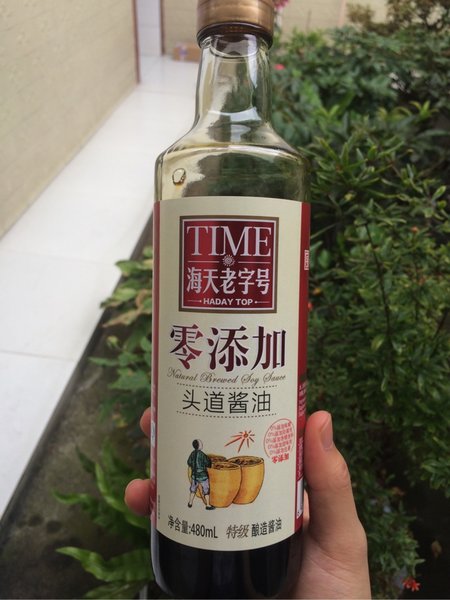 TIME
海天老字号
HADAY TOP
零添加
Natural Brewed Soy Sauce
头道酱油
净含量:480mL
特级 酿造酱油